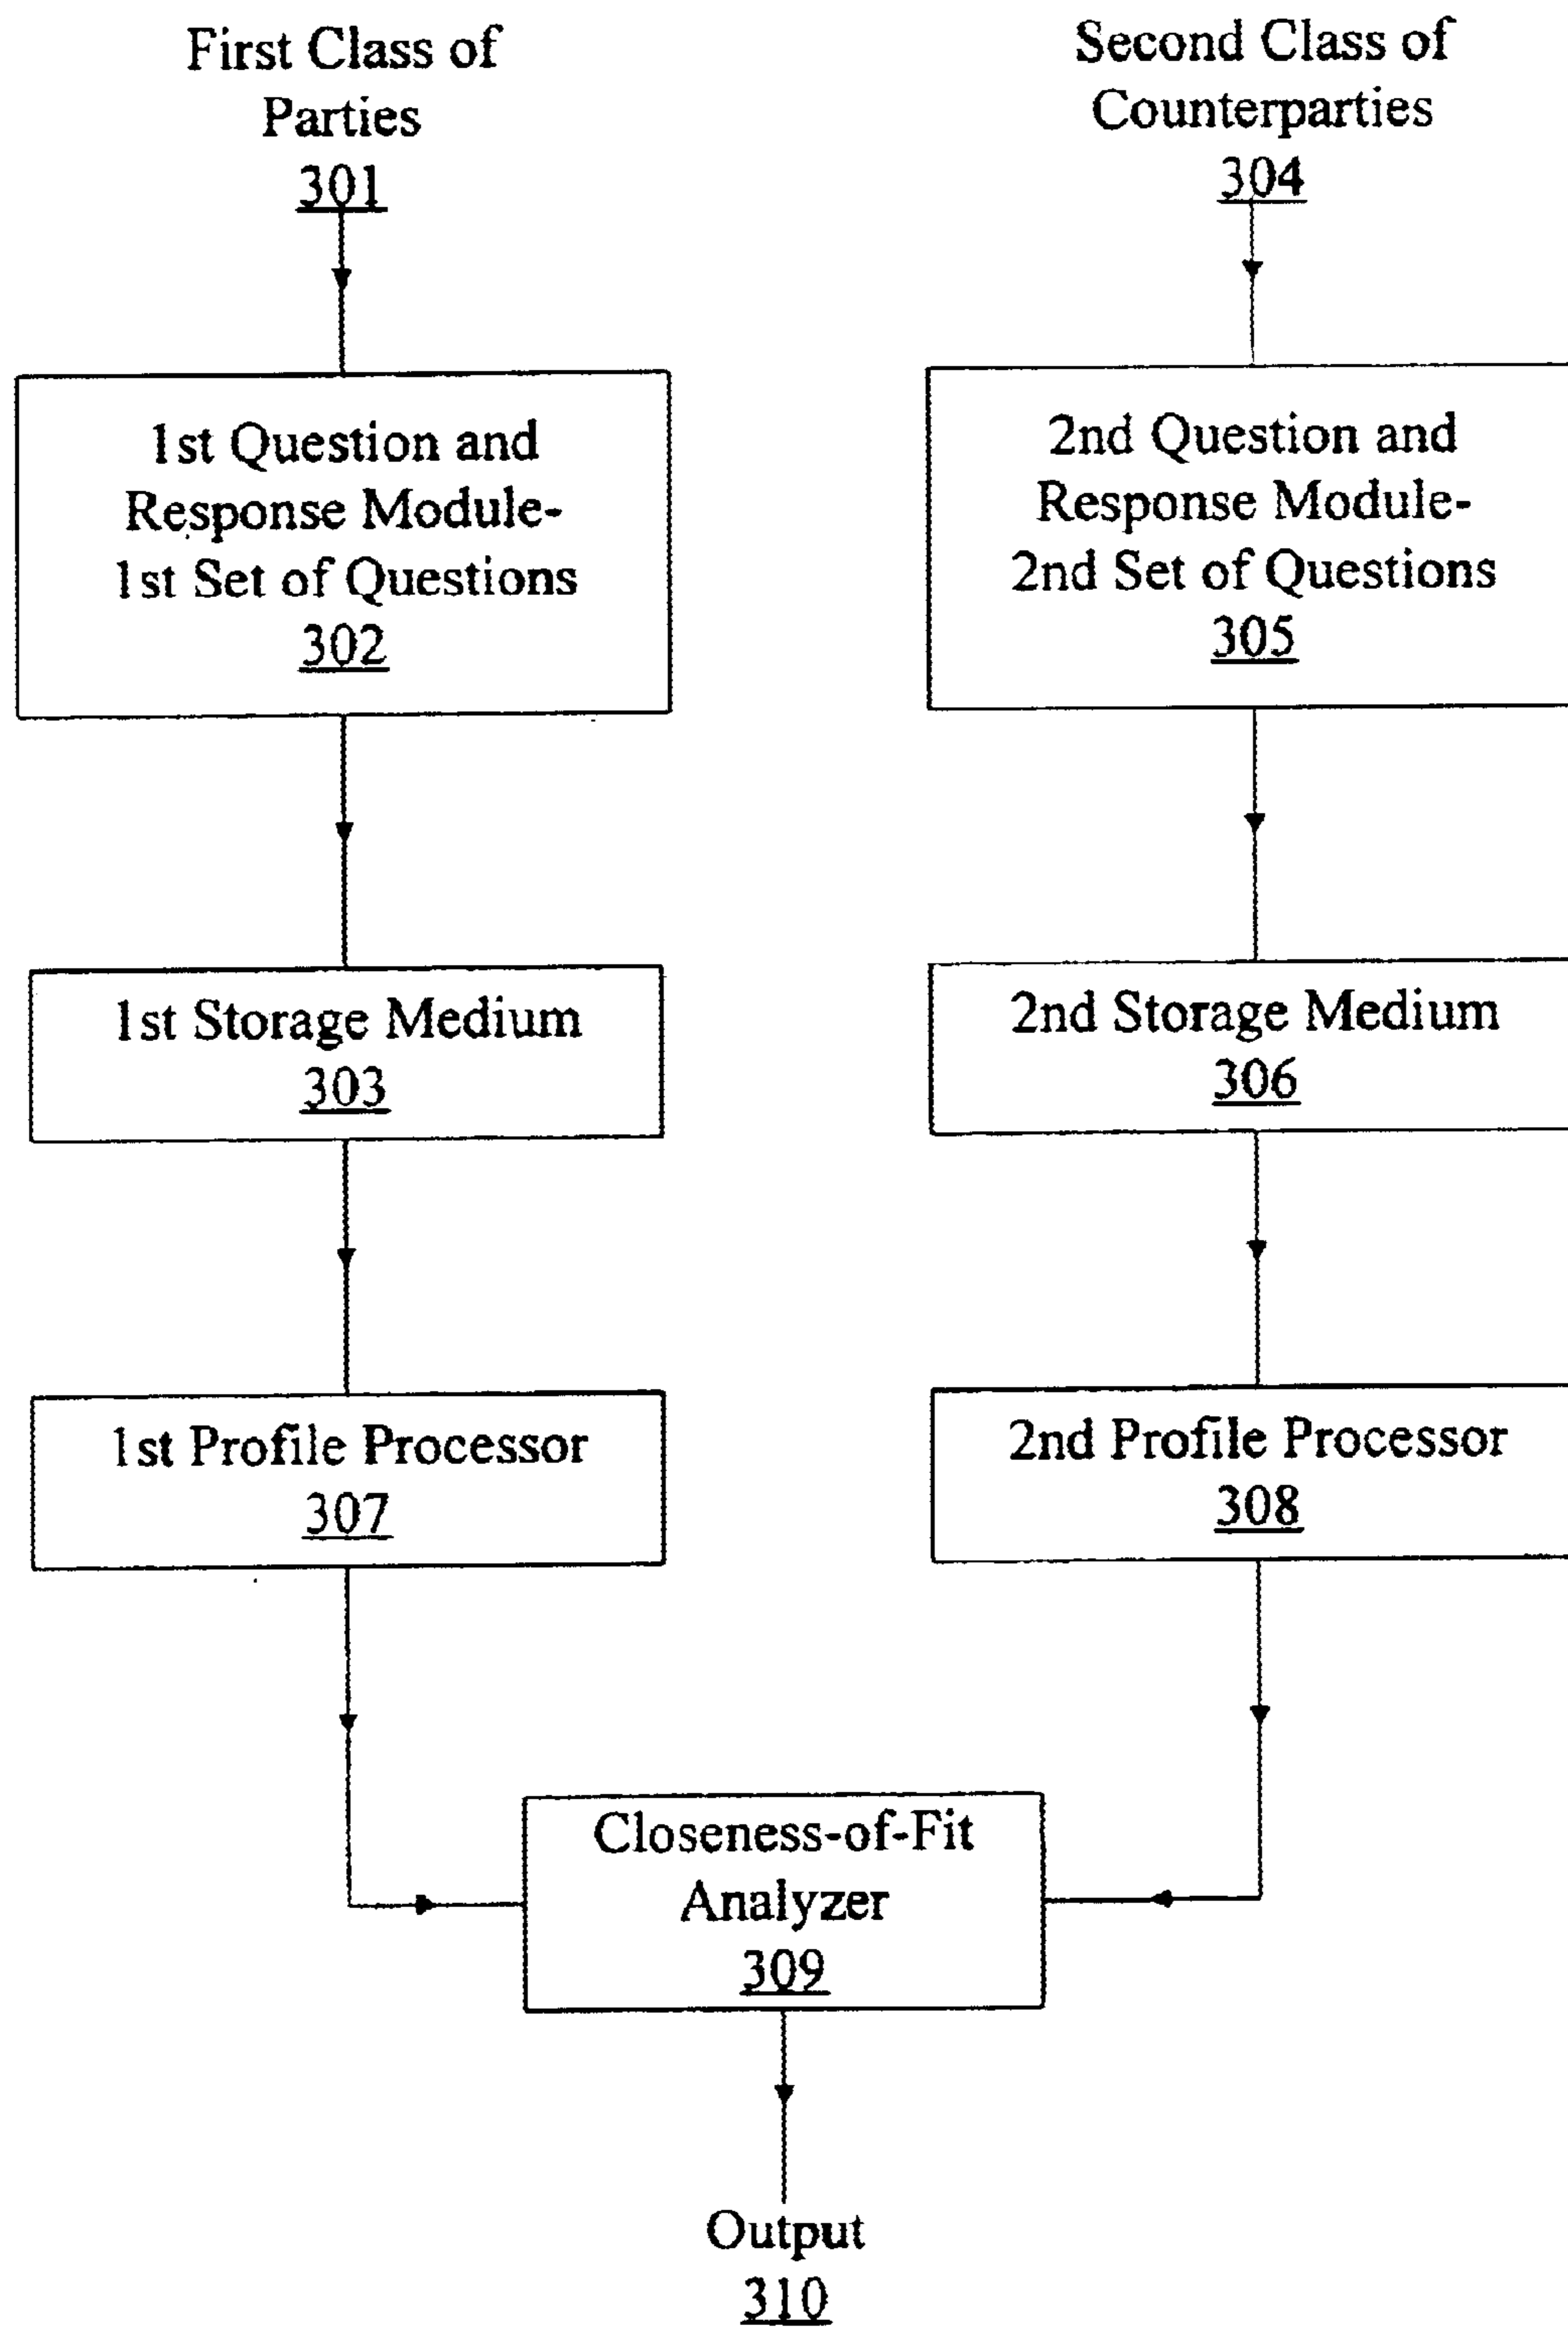 First Class of
Parties
301
Second Class of
Counterparties
304
1st Question and
Response Module-
1st Set of Questions
302
2nd Question and
Response Module-
2nd Set of Questions
305
1st Storage Medium
303
2nd Storage Medium
306
1st Profile Processor
307
2nd Profile Processor
308
Closeness-of-Fit
Analyzer
309
Output
310